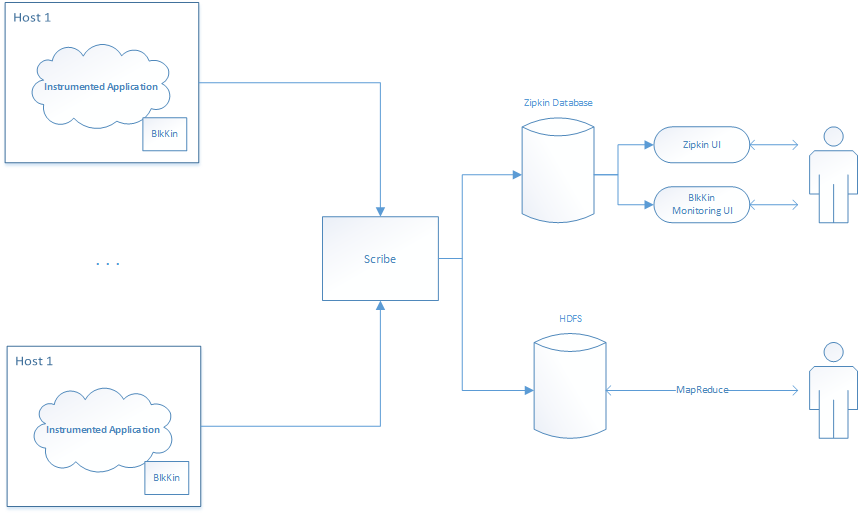 Host 1
Instrumented Application
BlkKin
Zipkin Database
Zipkin UI
BlkKin
Monitoring UI
. . .
Scribe
HDFS
MapReduce
Host 1
Instrumented Application
BlkKin